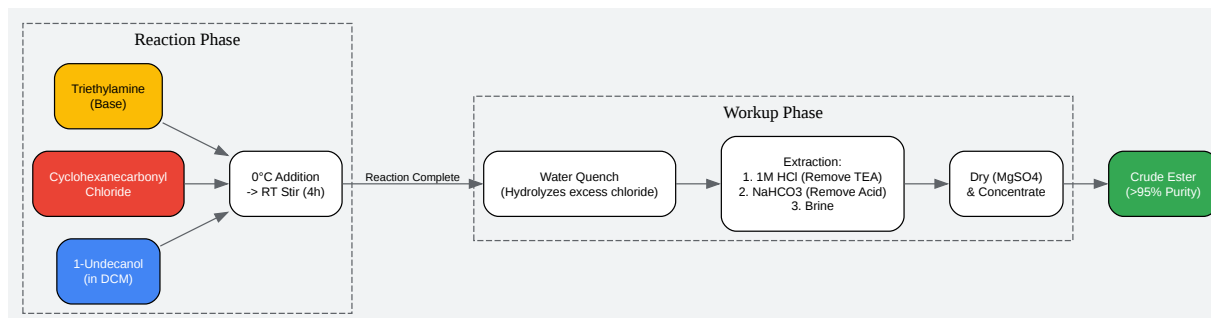 Reaction Phase
Triethylamine
(Base)
Cyclohexanecarbonyl
Chloride
1-Undecanol
(in DCM)
0°C Addition
-> RT Stir (4h)
Reaction Complete
Workup Phase
Water Quench
(Hydrolyzes excess chloride)
Extraction:
1. 1M HCl (Remove TEA)
2. NaHCO3 (Remove Acid)
3. Brine
Dry (MgSO4)
& Concentrate
Crude Ester
(>95% Purity)